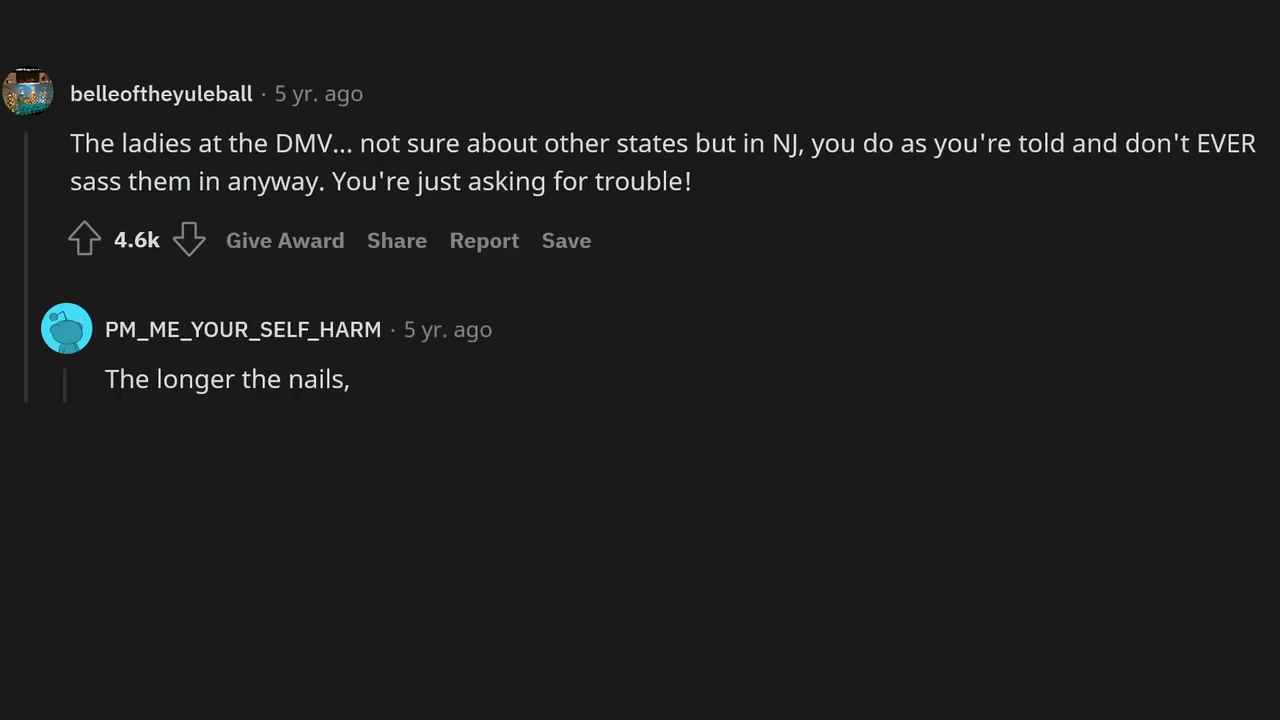 belleoftheyuleball · 5 yr. ago
The ladies at the DMV... not sure about other states but in NJ, you do as you're told and don't EVER
sass them in anyway. You're just asking for trouble!
4.6k Give Award Share Report Save
PM_ME_YOUR_SELF_HARM · 5 yr. ago
The longer the nails,